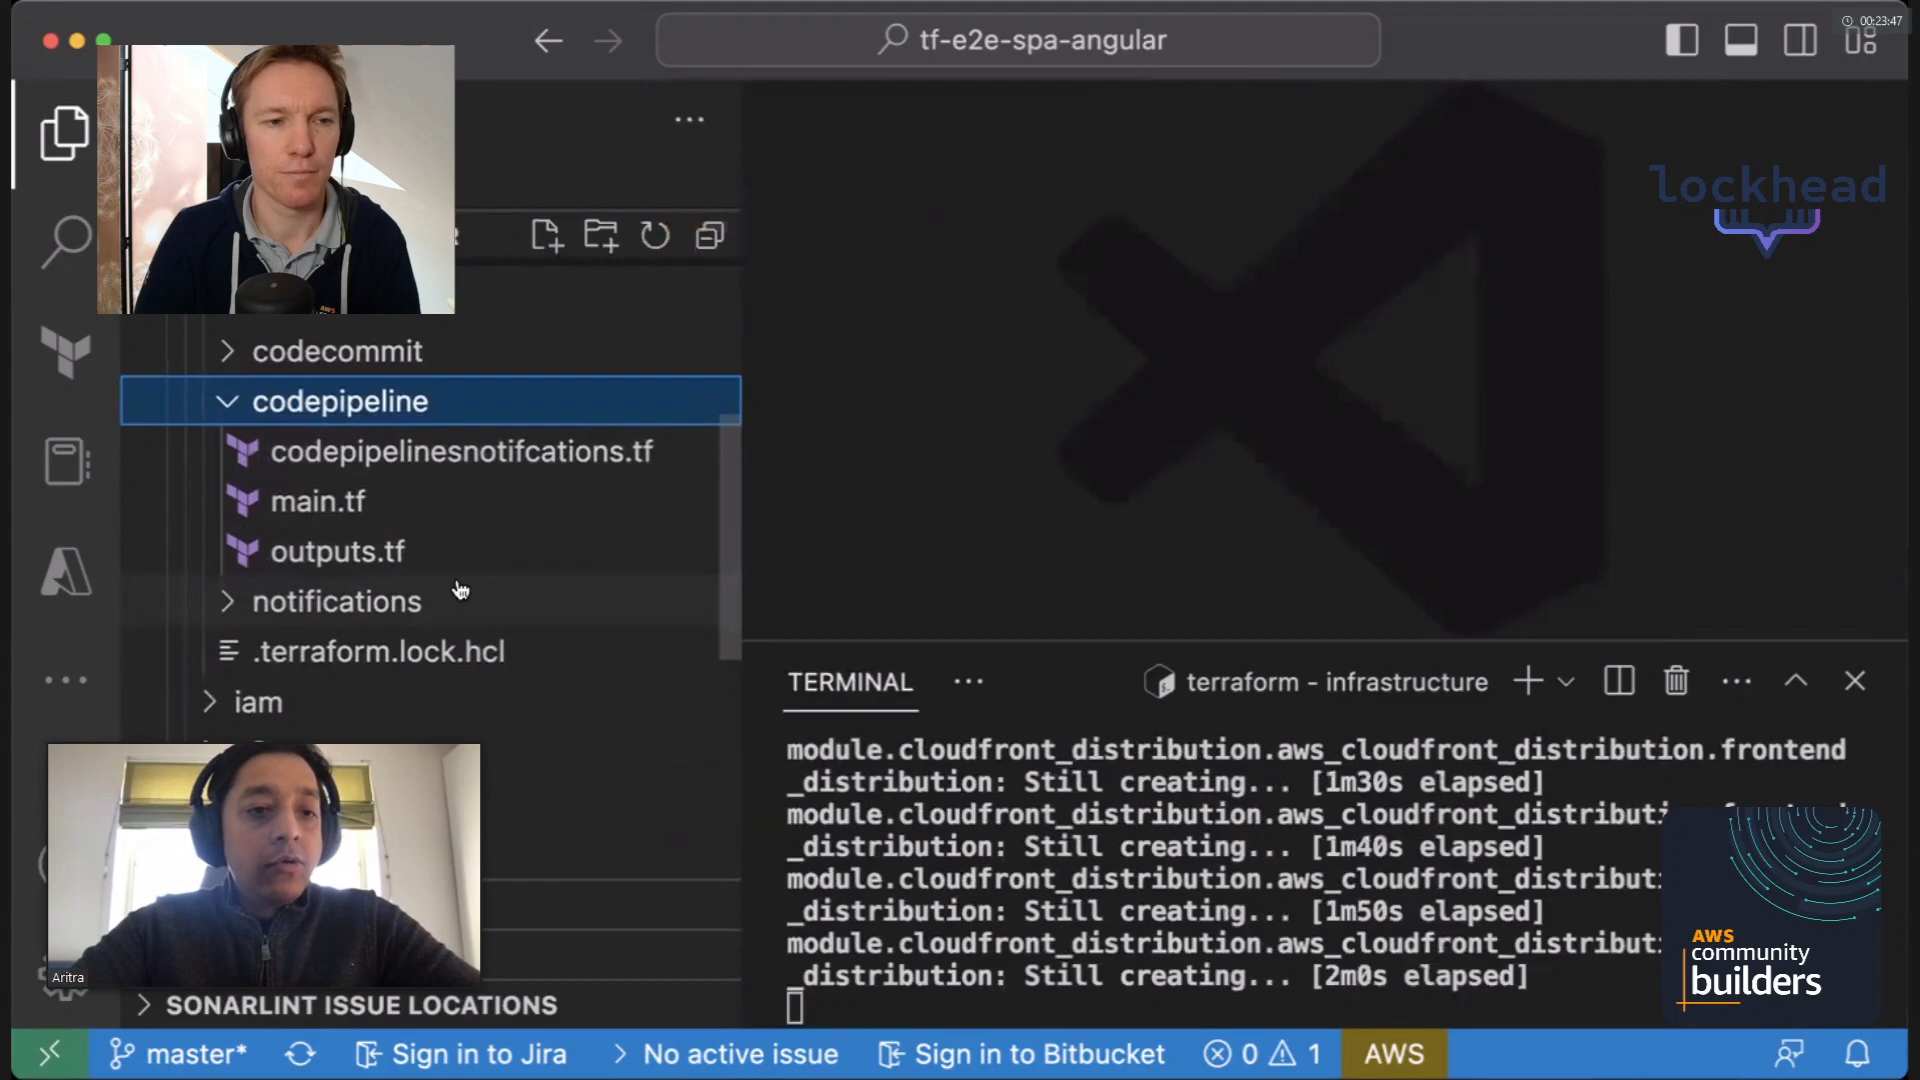 tf-e2e-spa-angular
00:23:47
lockhead
codecommit
codepipeline
codepipelinesnotifcations.tf
main.tf
outputs.tf
notifications
.terraform.lock.hcl
iam
Aritra
SONARLINT ISSUE LOCATIONS
TERMINAL
terraform - infrastructure
module.cloudfront_distribution.aws_cloudfront_distribution.frontend
_distribution: Still creating... [1m30s elapsed]
module.cloudfront_distribution.aws_cloudfront_distributi
_distribution: Still creating... [1m40s elapsed]
module.cloudfront_distribution.aws_cloudfront_distribut
_distribution: Still creating... [1m50s elapsed]
module.cloudfront_distribution.aws_cloudfront_distribut
_distribution: Still creating... [2m0s elapsed]
AWS
community
builders
master*
Sign in to Jira
No active issue
Sign in to Bitbucket
0
1
AWS